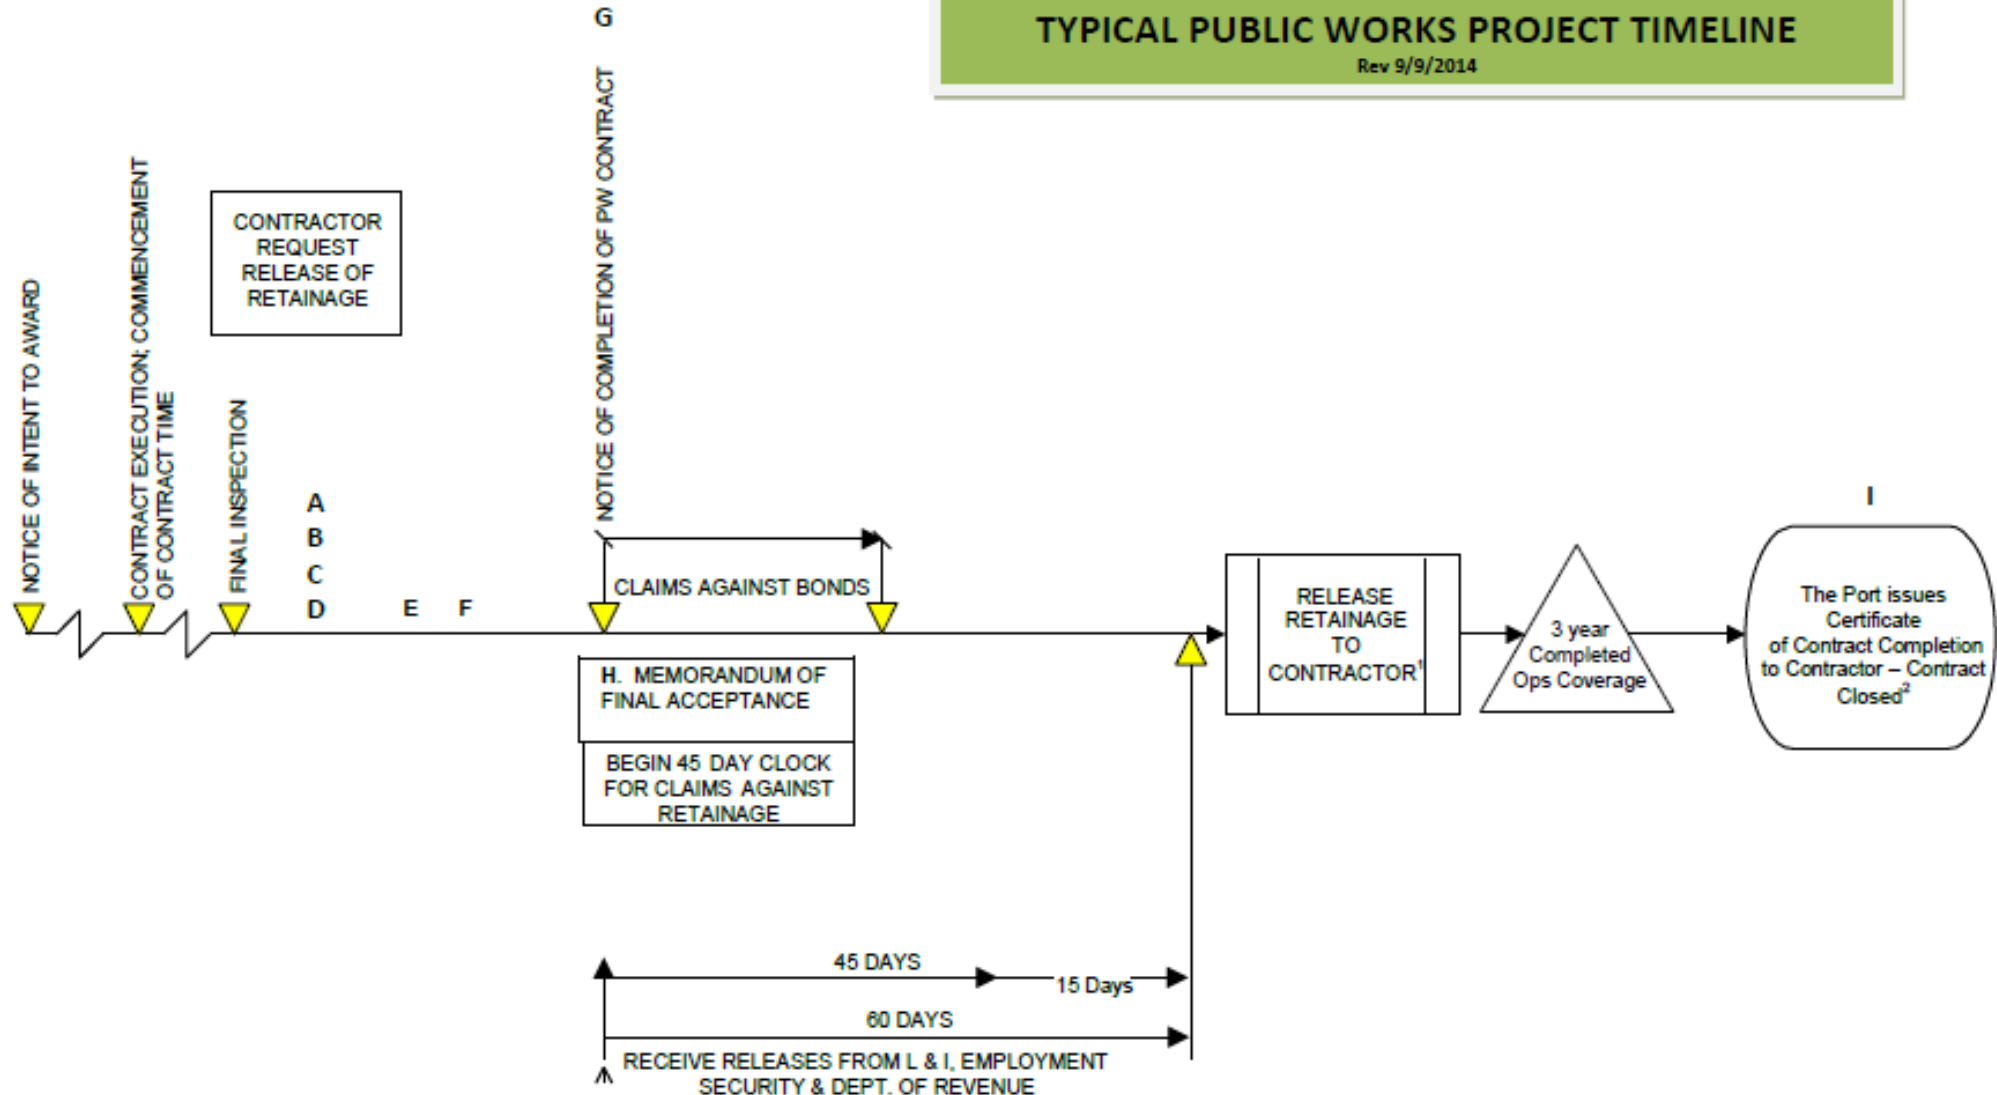 G
TYPICAL PUBLIC WORKS PROJECT TIMELINE
Rev 9/9/2014
NOTICE OF INTENT TO AWARD
CONTRACT EXECUTION; COMMENCEMENT
OF CONTRACT TIME
CONTRACTOR
REQUEST
RELEASE OF
RETAINAGE
FINAL INSPECTION
A
B
C
D
E
F
NOTICE OF COMPLETION OF PW CONTRACT
CLAIMS AGAINST BONDS
H. MEMORANDUM OF
FINAL ACCEPTANCE
BEGIN 45 DAY CLOCK
FOR CLAIMS AGAINST
RETAINAGE
45 DAYS
15 Days
60 DAYS
RECEIVE RELEASES FROM L & I, EMPLOYMENT
SECURITY & DEPT. OF REVENUE
RELEASE
RETAINAGE
TO
CONTRACTOR¹
3 year
Completed
Ops Coverage
I
The Port issues
Certificate
of Contract Completion
to Contractor – Contract
Closed²